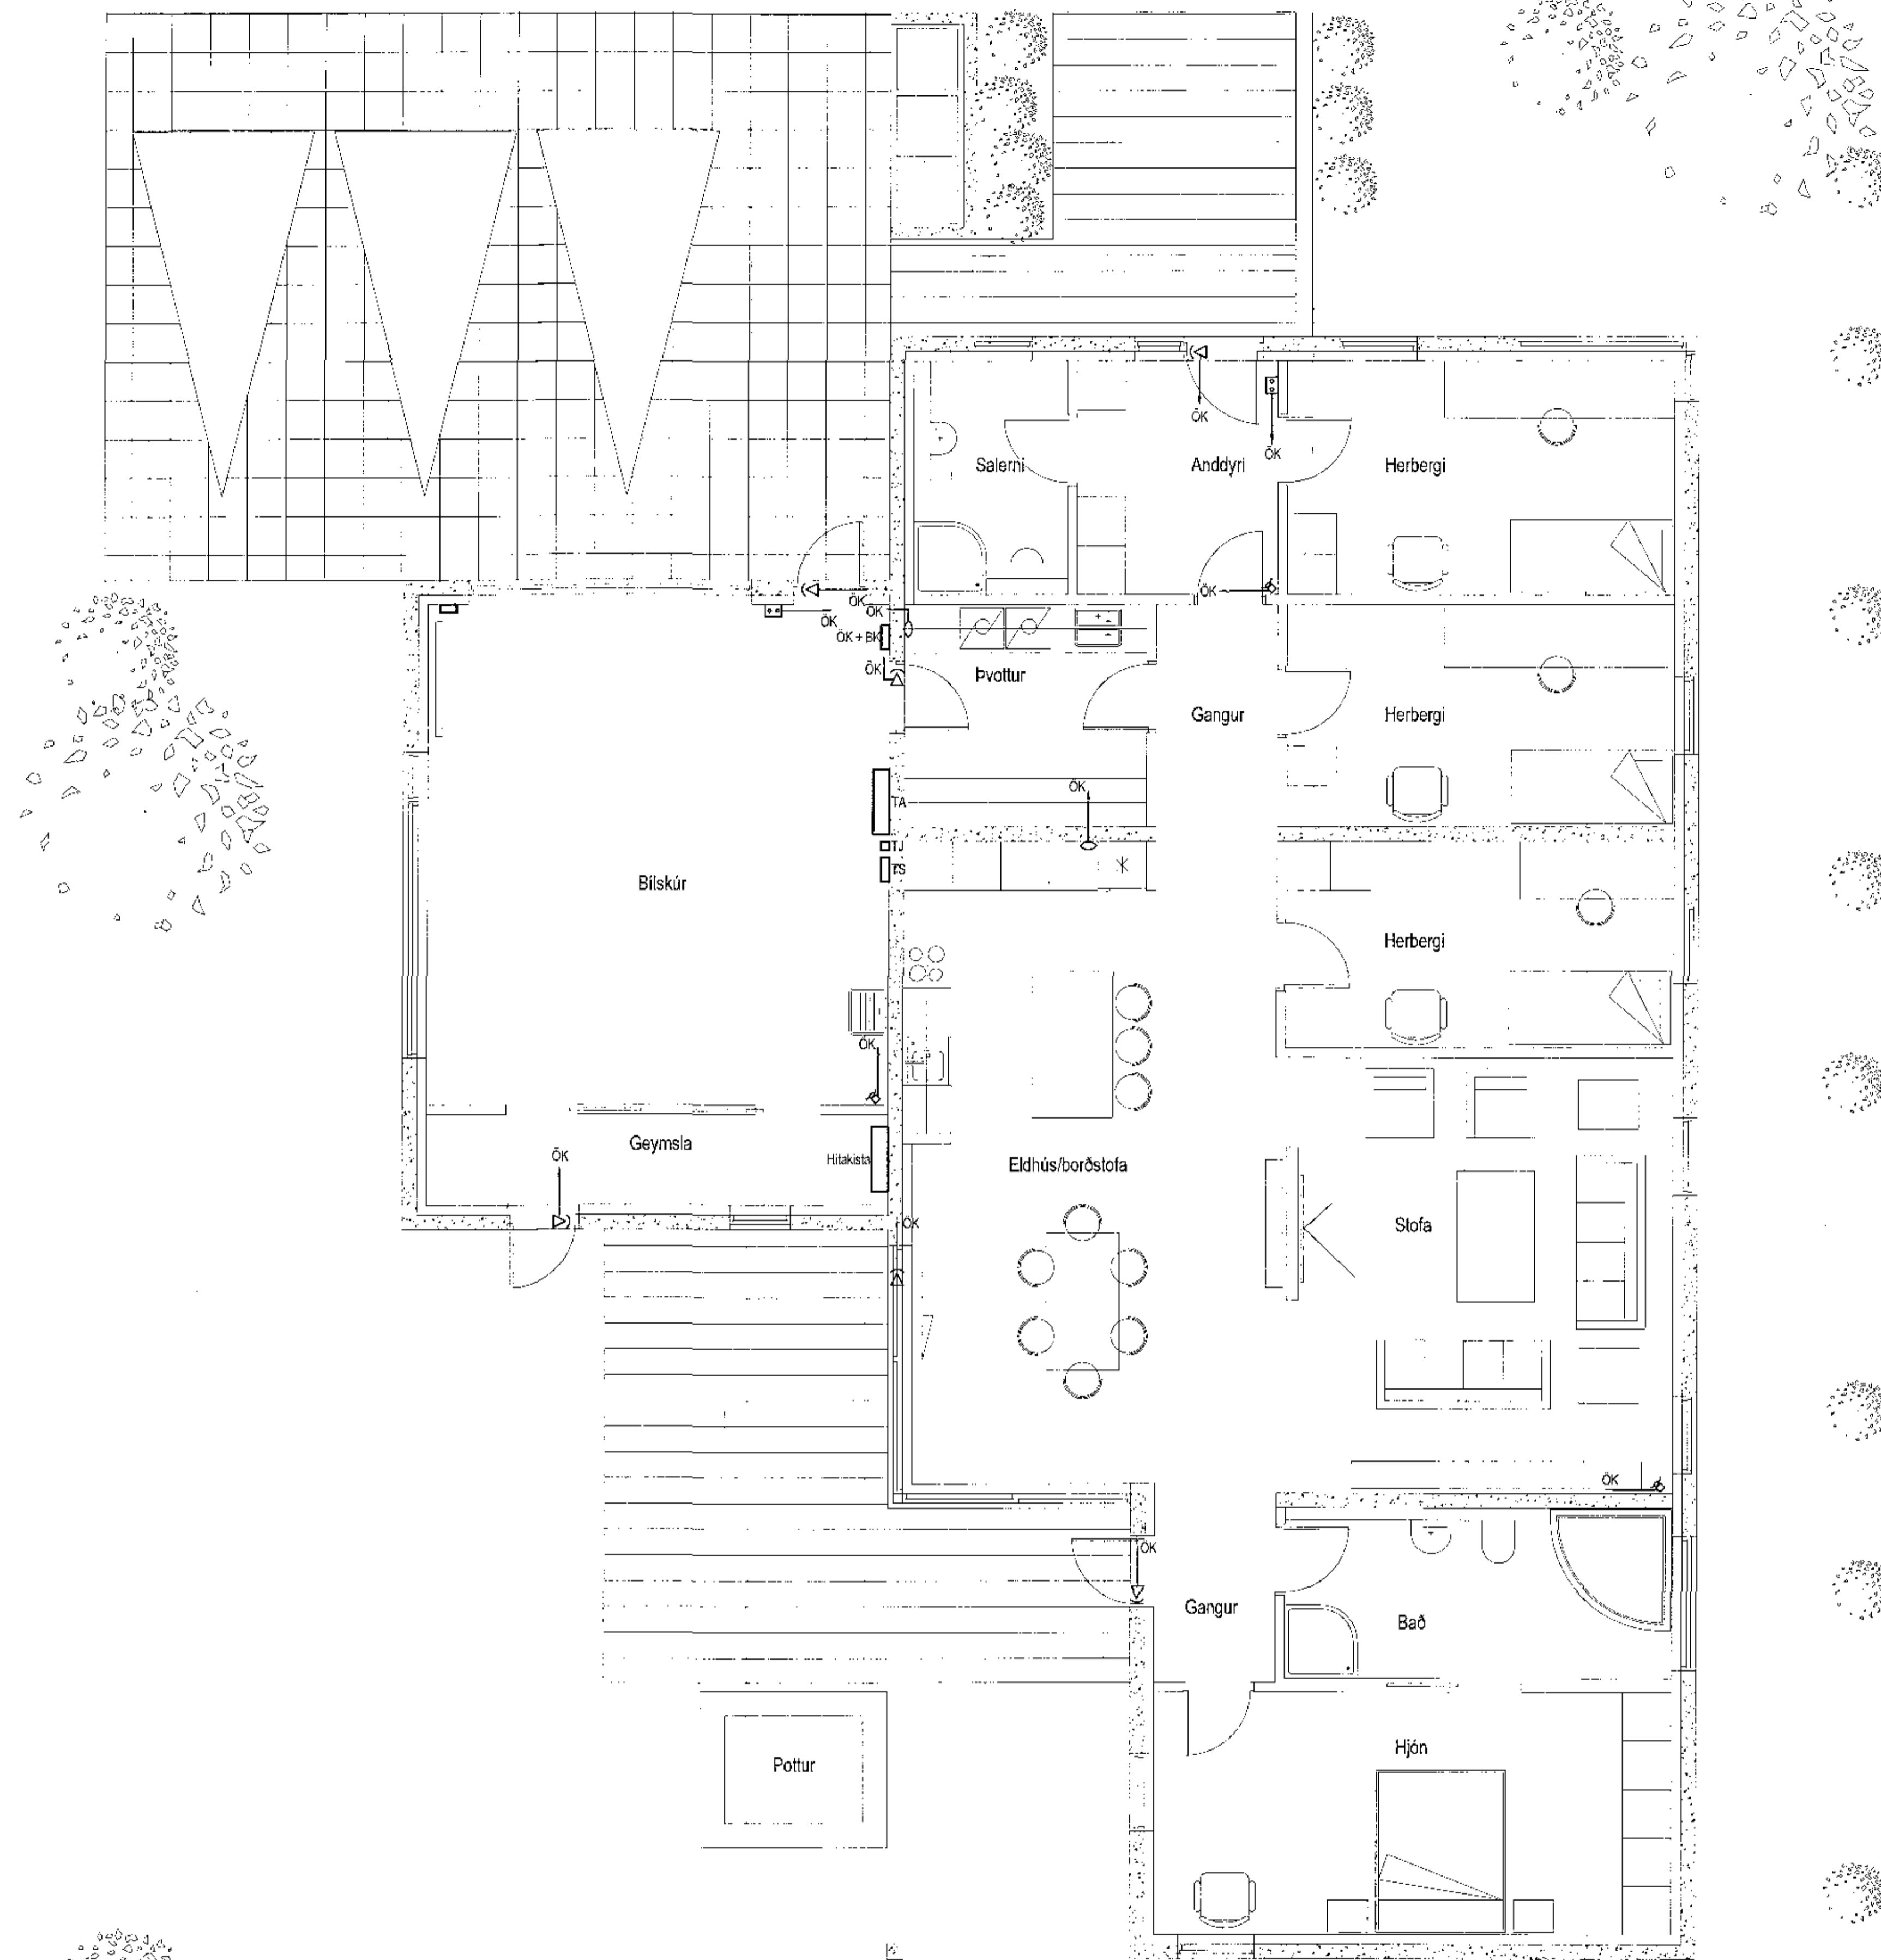 ÖK
ÖK
Salerni
Anddyri
Herbergi
ÖK
ÖK
ÖK
ÖK
ÖK + BK
ÖK
Þvottur
Gangur
Herbergi
ÖK
TA
TJ
TS
Bílskúr
Herbergi
ÖK
Geymsla
ÖK
Hitakista
Eldhús/borðstofa
Stofa
ÖK
ÖK
ÖK
Gangur
Bað
Hjón
Pottur